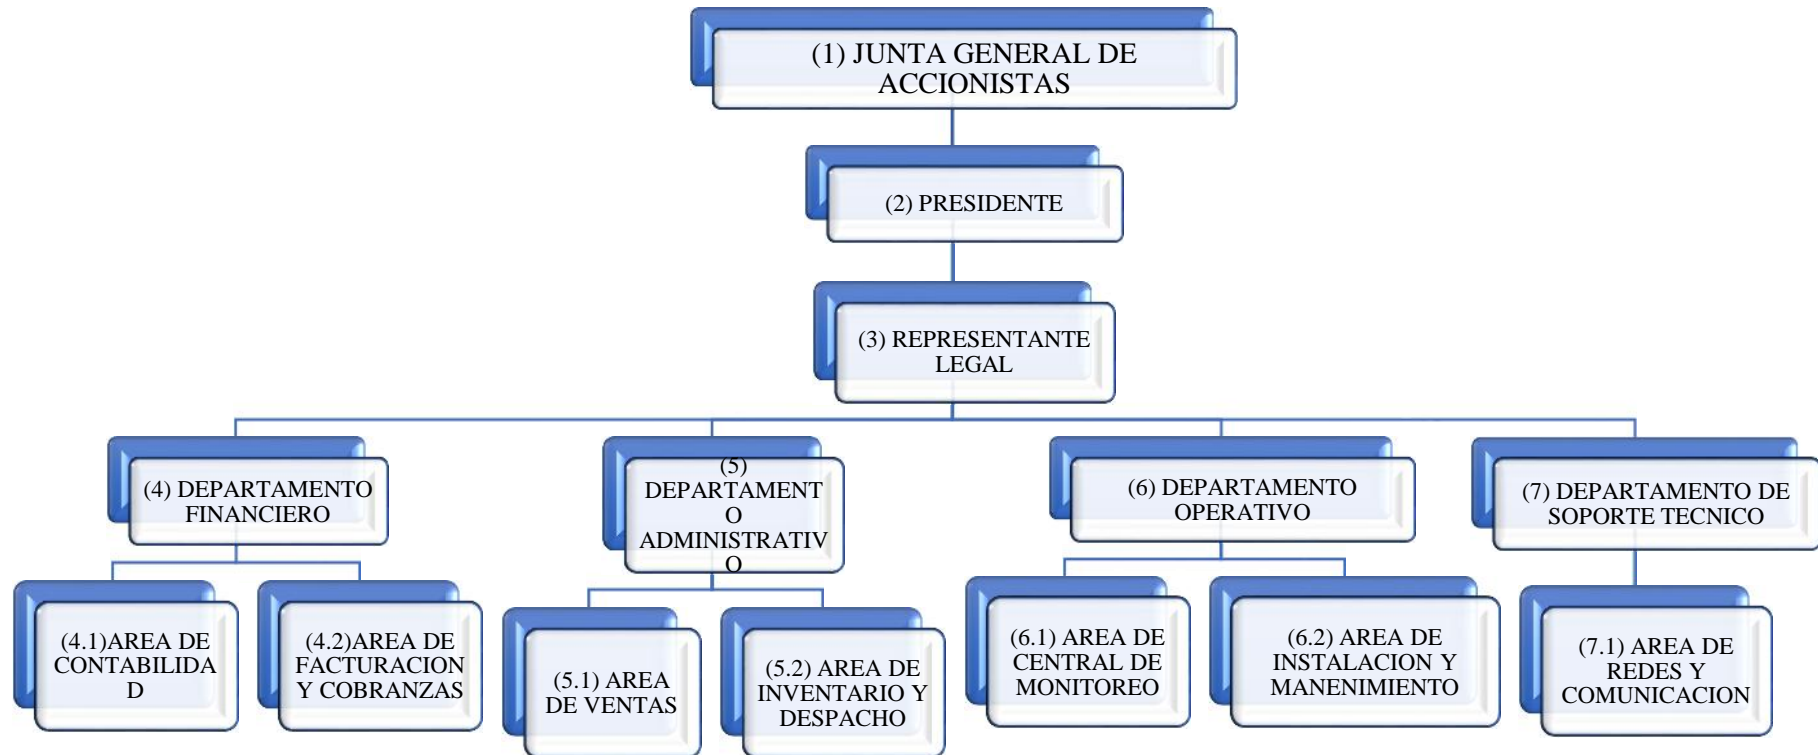 (1) JUNTA GENERAL DE
ACCIONISTAS
(2) PRESIDENTE
(3) REPRESENTANTE
LEGAL
(4) DEPARTAMENTO
FINANCIERO
(5)
DEPARTAMENT
O
ADMINISTRATIV
O
(6) DEPARTAMENTO
OPERATIVO
(7) DEPARTAMENTO DE
SOPORTE TECNICO
(4.1)AREA DE
CONTABILIDA
D
(4.2)AREA DE
FACTURACION
Y COBRANZAS
(5.1) AREA
DE VENTAS
(5.2) AREA DE
INVENTARIO Y
DESPACHO
(6.1) AREA DE
CENTRAL DE
MONITOREO
(6.2) AREA DE
INSTALACION Y
MANENIMIENTO
(7.1) AREA DE
REDES Y
COMUNICACION